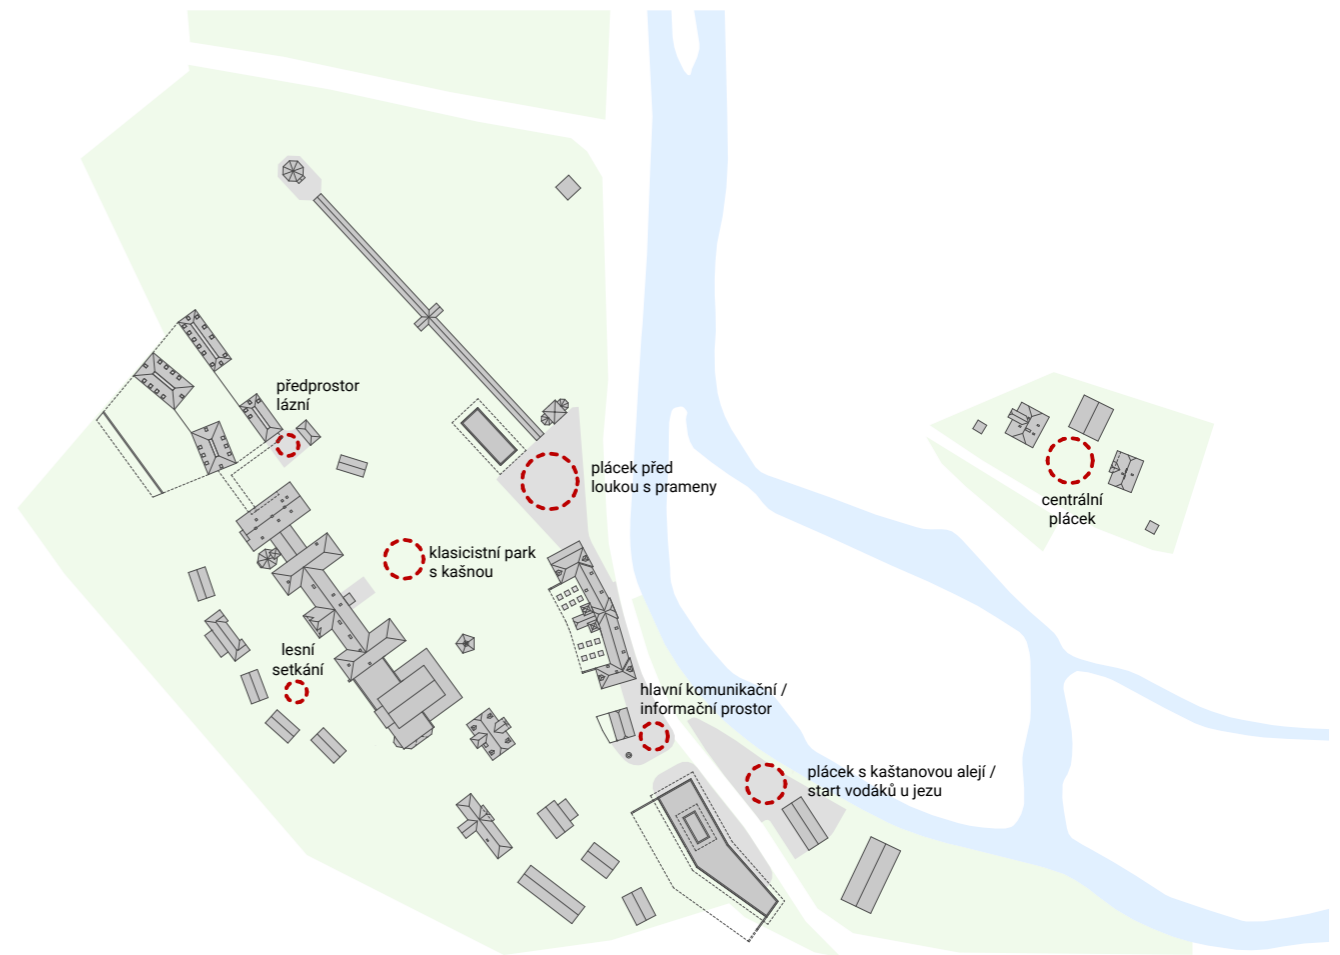 předprostor
lázní
plácek před
loukou s prameny
centrální
plácek
klasicistní park
s kašnou
lesní
setkání
hlavní komunikační /
informační prostor
plácek s kaštanovou alejí /
start vodáků u jezu